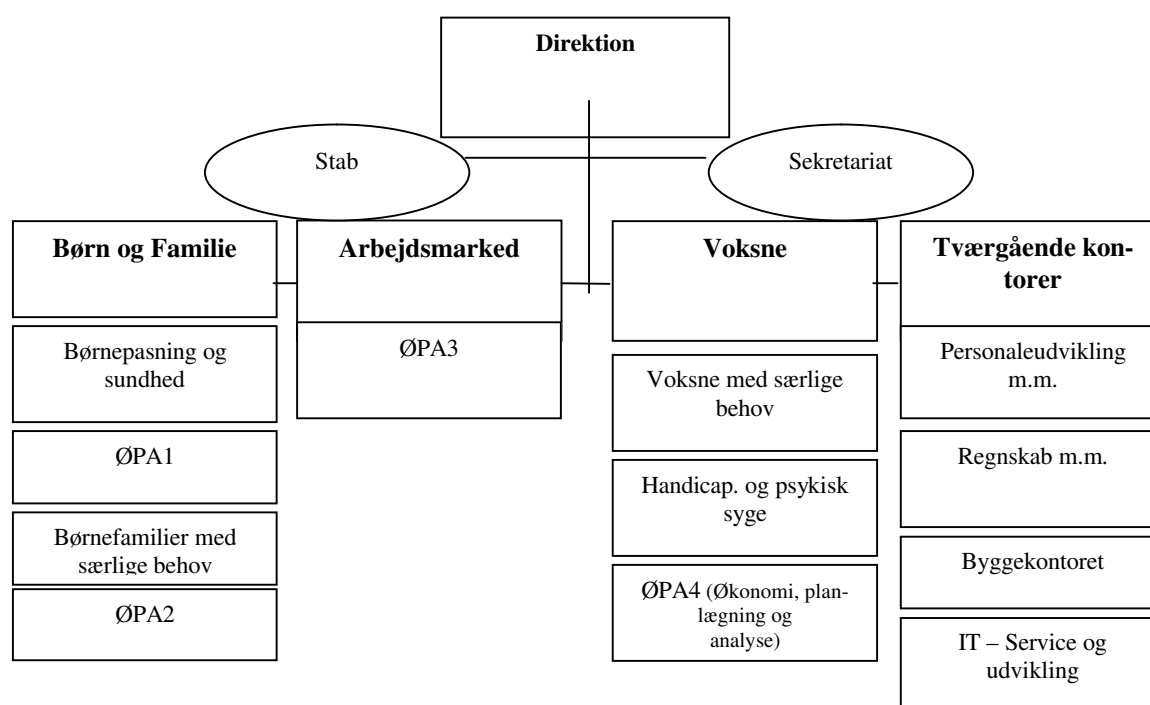 Direktion
Stab
Sekretariat
Børn og Familie
Børnepasning og
sundhed
ØPA1
Børnefamilier med
særlige behov
ØPA2
Arbejdsmarked
ØPA3
Voksne
Voksne med særlige
behov
Handicap. og psykisk
syge
ØPA4 (Økonomi, plan-
lægning og
analyse)
Tværgående kon-
torer
Personaleudvikling
m.m.
Regnskab m.m.
Byggekontoret
IT – Service og
udvikling